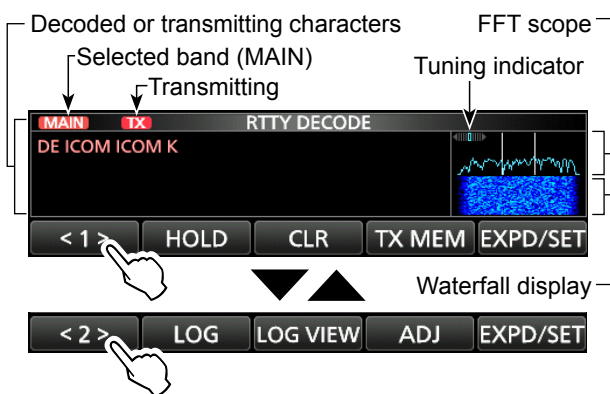 Decoded or transmitting characters
FFT scope
Selected band (MAIN)
Tuning indicator
Transmitting
MAIN TX RTTY DECODE
DE ICOM ICOM K
< 1 > HOLD CLR TX MEM EXPD/SET
Waterfall display
< 2 > LOG LOG VIEW ADJ EXPD/SET